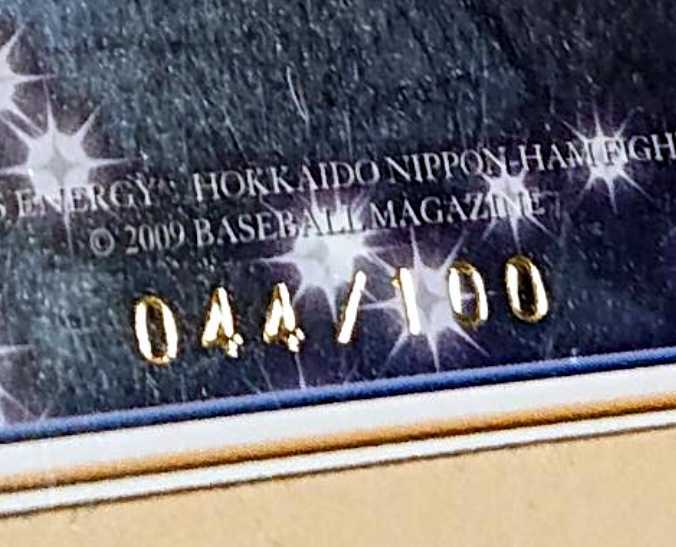 ENERGY HOKKAIDO NIPPON-HAM FIGH
© 2009 BASEBALL MAGAZINE
044/100